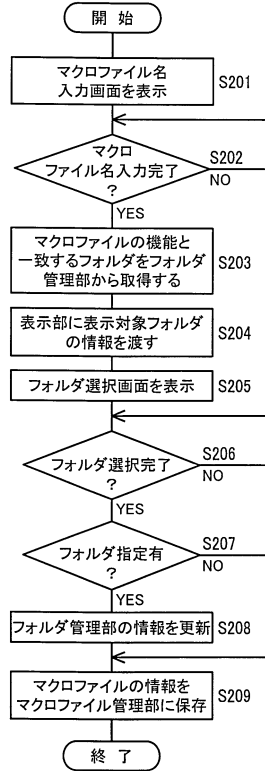 開 始
マクロファイル名
入力画面を表示
S201
マクロ
ファイル名入力完了
?
S202
NO
YES
マクロファイルの機能と
一致するフォルダをフォルダ
管理部から取得する
S203
表示部に表示対象フォルダ
の情報を渡す
S204
フォルダ選択画面を表示
S205
フォルダ選択完了
?
S206
NO
YES
フォルダ指定有
?
S207
NO
YES
フォルダ管理部の情報を更新
S208
マクロファイルの情報を
マクロファイル管理部に保存
S209
終 了